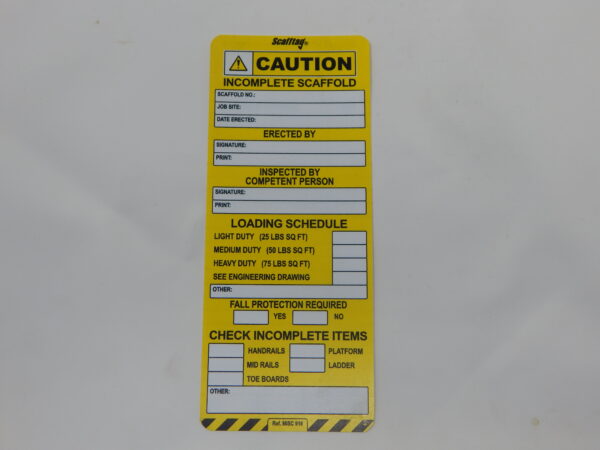 Scafftag®
CAUTION
INCOMPLETE SCAFFOLD
SCAFFOLD NO.:
JOB SITE:
DATE ERECTED:
ERECTED BY
SIGNATURE:
PRINT:
INSPECTED BY
COMPETENT PERSON
SIGNATURE:
PRINT:
LOADING SCHEDULE
LIGHT DUTY (25 LBS SQ FT)
MEDIUM DUTY (50 LBS SQ FT)
HEAVY DUTY (75 LBS SQ FT)
SEE ENGINEERING DRAWING
OTHER:
FALL PROTECTION REQUIRED
YES NO
CHECK INCOMPLETE ITEMS
HANDRAILS PLATFORM
MID RAILS LADDER
TOE BOARDS
OTHER:
Ref. MISC